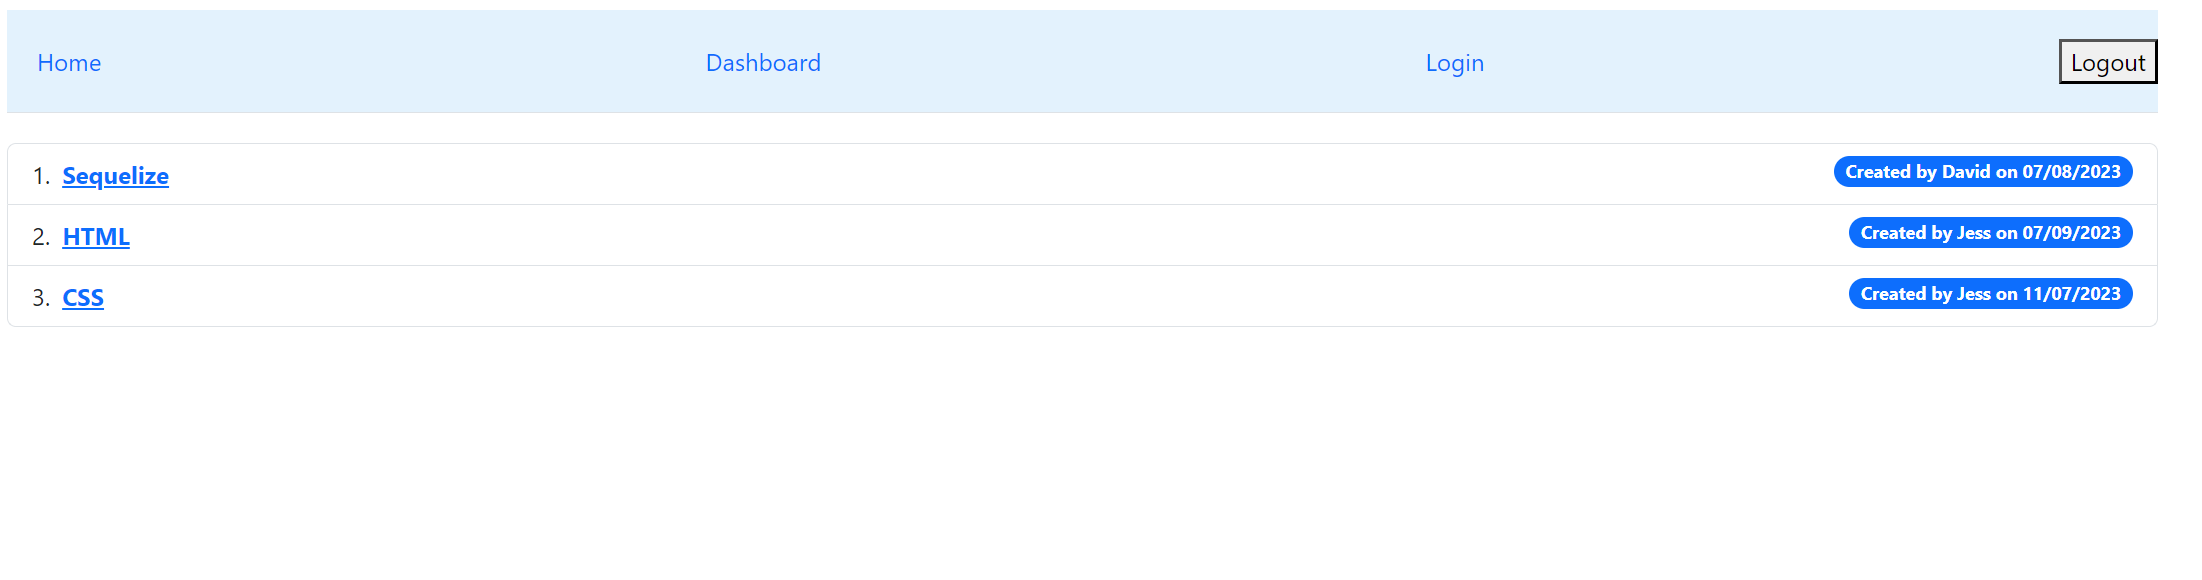 Home Dashboard Login Logout
1. Sequelize Created by David on 07/08/2023
2. HTML Created by Jess on 07/09/2023
3. CSS Created by Jess on 11/07/2023